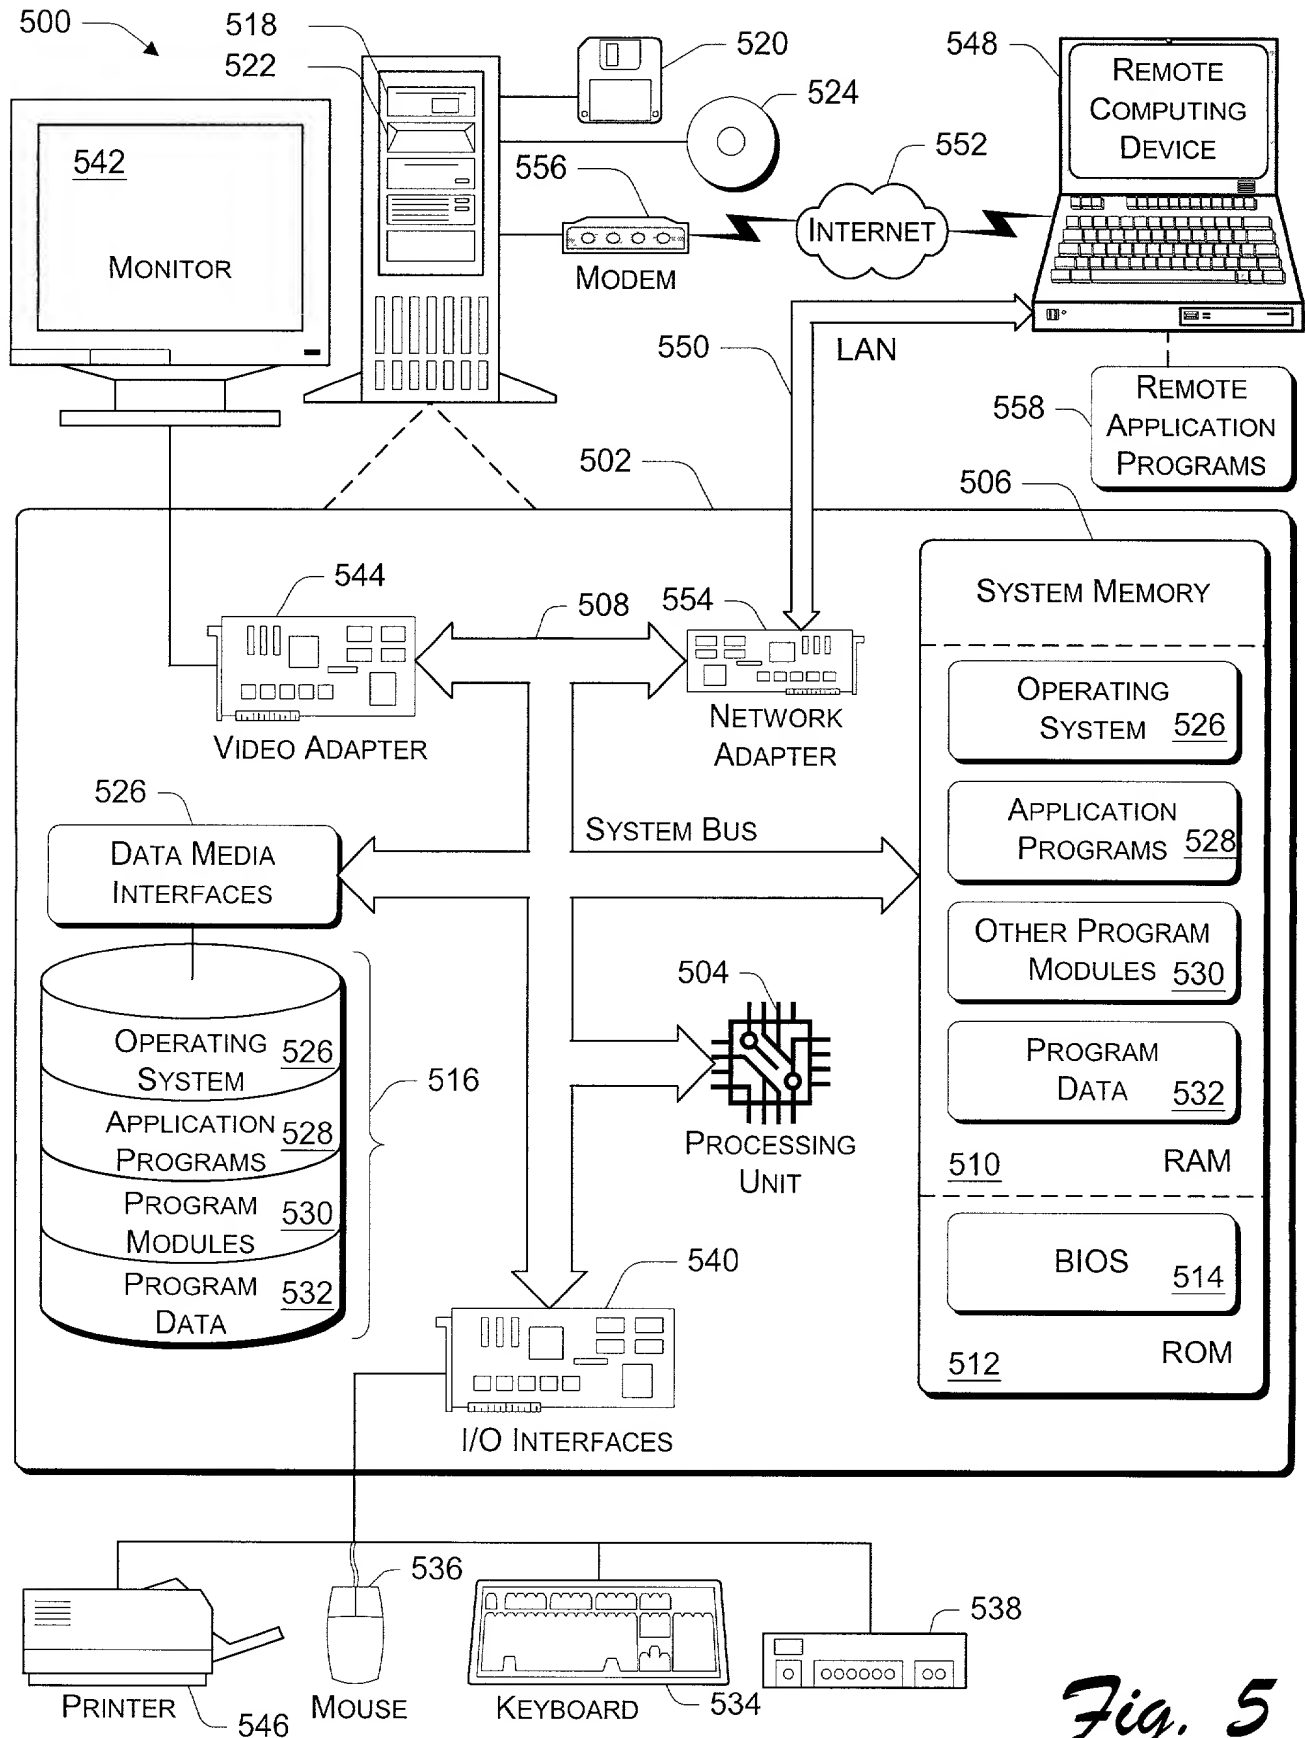 500
518
522
520
524
548
REMOTE
COMPUTING
DEVICE
542
MONITOR
556
MODEM
552
INTERNET
550
LAN
558
REMOTE
APPLICATION
PROGRAMS
502
506
SYSTEM MEMORY
544
508
554
VIDEO ADAPTER
NETWORK
ADAPTER
OPERATING
SYSTEM 526
526
DATA MEDIA
INTERFACES
SYSTEM BUS
APPLICATION
PROGRAMS 528
OTHER PROGRAM
MODULES 530
504
PROCESSING
UNIT
PROGRAM
DATA 532
510 RAM
OPERATING
SYSTEM 526
APPLICATION
PROGRAMS 528
PROGRAM
MODULES 530
PROGRAM
DATA 532
516
BIOS 514
512 ROM
540
I/O INTERFACES
PRINTER
546
536
MOUSE
KEYBOARD
534
538
Fig. 5